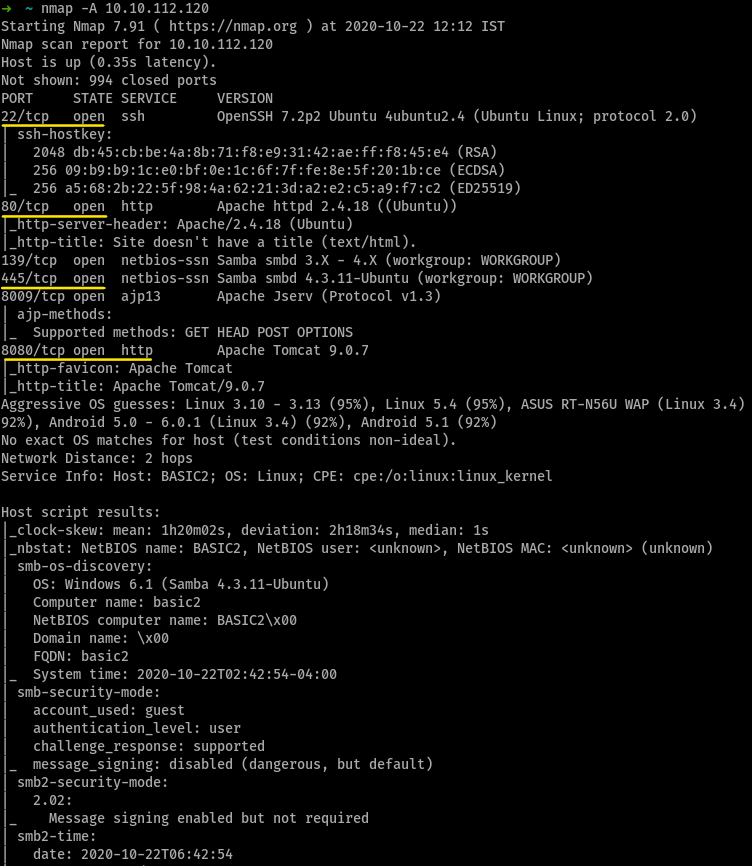 → ~ nmap -A 10.10.112.120
Starting Nmap 7.91 ( https://nmap.org ) at 2020-10-22 12:12 IST
Nmap scan report for 10.10.112.120
Host is up (0.35s latency).
Not shown: 994 closed ports
PORT     STATE SERVICE     VERSION
22/tcp   open  ssh         OpenSSH 7.2p2 Ubuntu 4ubuntu2.4 (Ubuntu Linux; protocol 2.0)
| ssh-hostkey:
|   2048 db:45:cb:be:4a:8b:71:f8:e9:31:42:ae:ff:f8:45:e4 (RSA)
|   256 09:b9:b9:1c:e0:bf:0e:1c:6f:7f:fe:8e:5f:20:1b:ce (ECDSA)
|_  256 a5:68:2b:22:5f:98:4a:62:21:3d:a2:e2:c5:a9:f7:c2 (ED25519)
80/tcp   open  http        Apache httpd 2.4.18 ((Ubuntu))
|_http-server-header: Apache/2.4.18 (Ubuntu)
|_http-title: Site doesn't have a title (text/html).
139/tcp  open  netbios-ssn Samba smbd 3.X - 4.X (workgroup: WORKGROUP)
445/tcp  open  netbios-ssn Samba smbd 4.3.11-Ubuntu (workgroup: WORKGROUP)
8009/tcp open  ajp13       Apache Jserv (Protocol v1.3)
| ajp-methods:
|_  Supported methods: GET HEAD POST OPTIONS
8080/tcp open  http        Apache Tomcat 9.0.7
|_http-favicon: Apache Tomcat
|_http-title: Apache Tomcat/9.0.7
Aggressive OS guesses: Linux 3.10 - 3.13 (95%), Linux 5.4 (95%), ASUS RT-N56U WAP (Linux 3.4)
92%), Android 5.0 - 6.0.1 (Linux 3.4) (92%), Android 5.1 (92%)
No exact OS matches for host (test conditions non-ideal).
Network Distance: 2 hops
Service Info: Host: BASIC2; OS: Linux; CPE: cpe:/o:linux:linux_kernel

Host script results:
|_clock-skew: mean: 1h20m02s, deviation: 2h18m34s, median: 1s
|_nbstat: NetBIOS name: BASIC2, NetBIOS user: <unknown>, NetBIOS MAC: <unknown> (unknown)
| smb-os-discovery:
|   OS: Windows 6.1 (Samba 4.3.11-Ubuntu)
|   Computer name: basic2
|   NetBIOS computer name: BASIC2\x00
|   Domain name: \x00
|   FQDN: basic2
|_  System time: 2020-10-22T02:42:54-04:00
| smb-security-mode:
|   account_used: guest
|   authentication_level: user
|   challenge_response: supported
|_  message_signing: disabled (dangerous, but default)
| smb2-security-mode:
|   2.02:
|_    Message signing enabled but not required
| smb2-time:
|   date: 2020-10-22T06:42:54